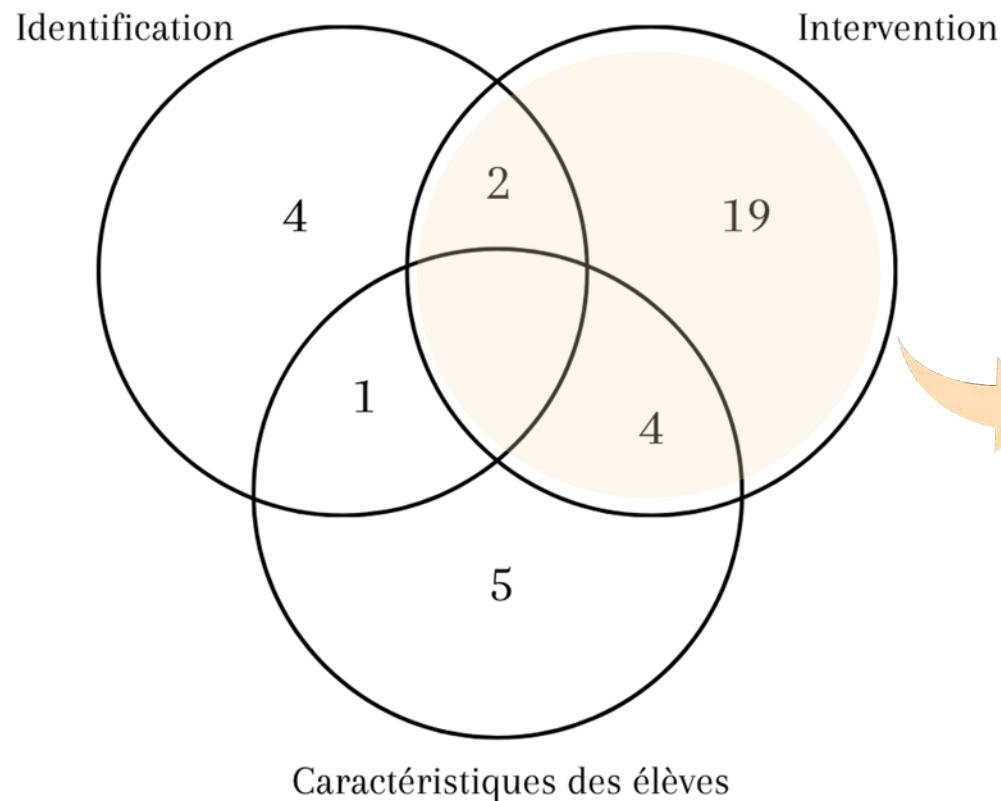 Identification
Intervention
2
4
19
1
4
5
Caractéristiques des élèves